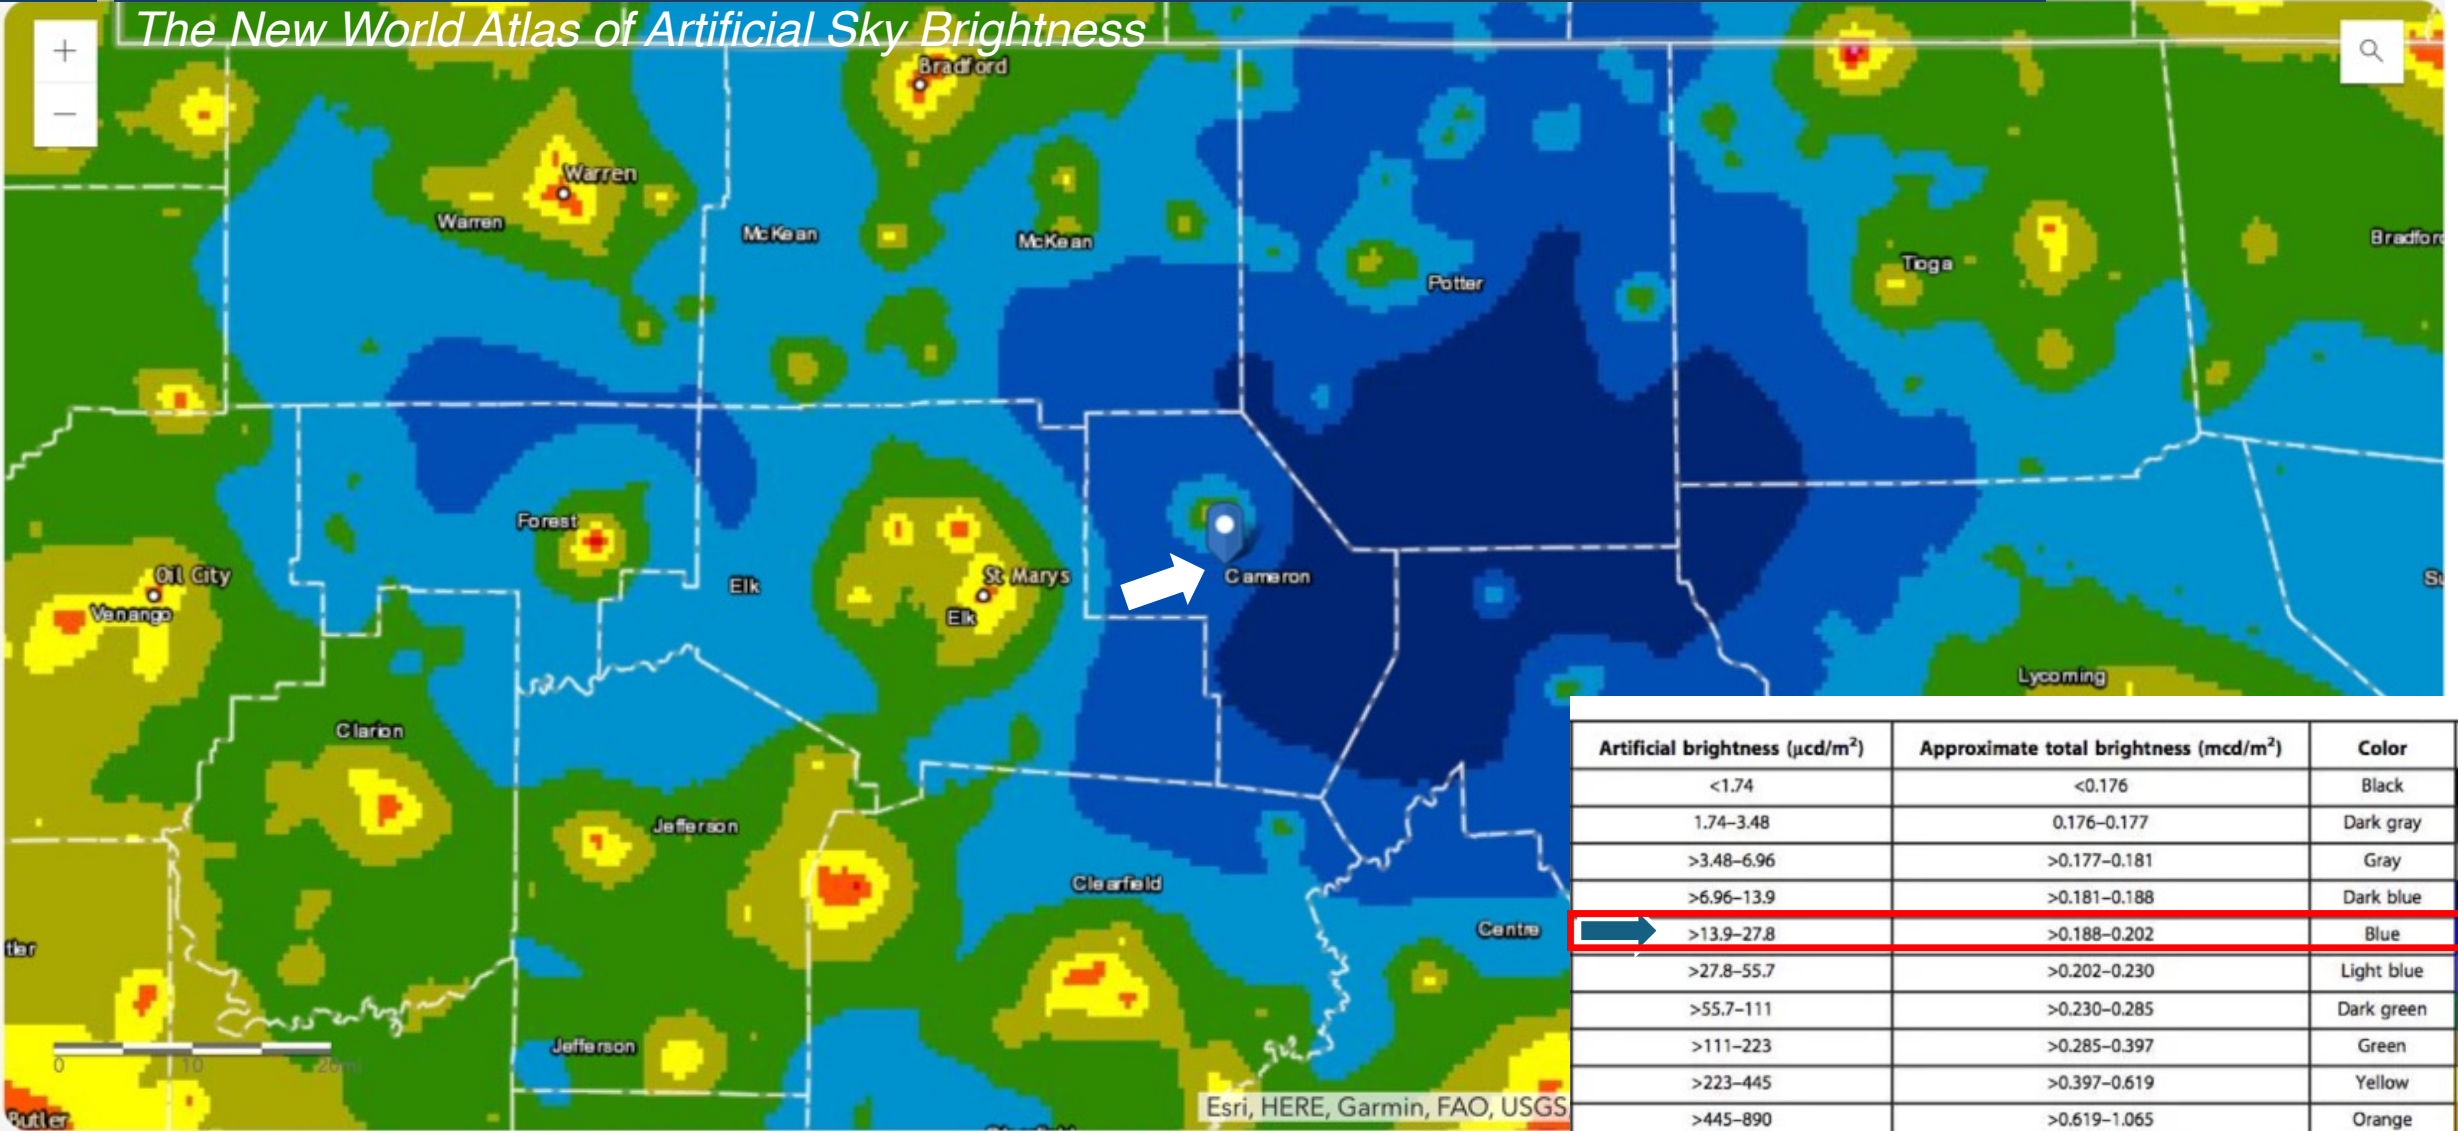 The New World Atlas of Artificial Sky Brightness
+
−
Bradford
Warren
Warren
McKean
McKean
Potter
Tioga
Bradford
Forest
Oil City
Venango
Elk
St Marys
Elk
Cameron
Lycoming
Clarion
Jefferson
Clearfield
Centre
tler
Jefferson
Butler
0 10 20mi
Esri, HERE, Garmin, FAO, USGS
Artificial brightness (μcd/m²) Approximate total brightness (mcd/m²) Color
<1.74 <0.176 Black
1.74–3.48 0.176–0.177 Dark gray
>3.48–6.96 >0.177–0.181 Gray
>6.96–13.9 >0.181–0.188 Dark blue
>13.9–27.8 >0.188–0.202 Blue
>27.8–55.7 >0.202–0.230 Light blue
>55.7–111 >0.230–0.285 Dark green
>111–223 >0.285–0.397 Green
>223–445 >0.397–0.619 Yellow
>445–890 >0.619–1.065 Orange